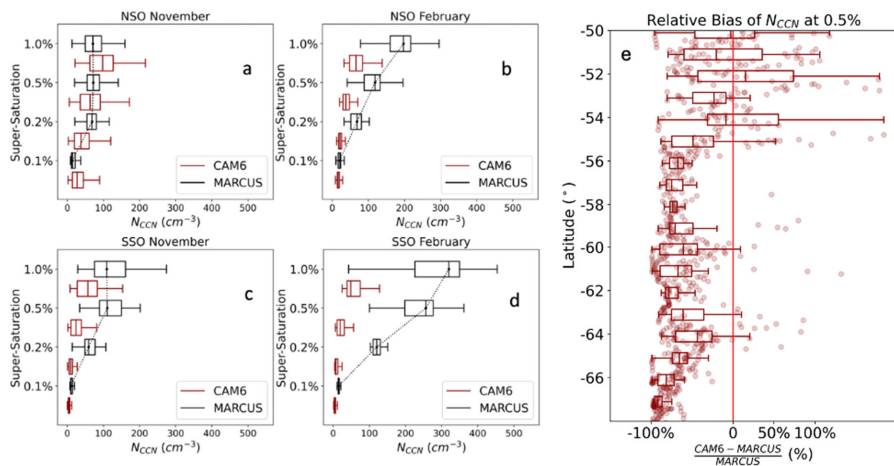 NSO November
1.0%
0.5%
0.2%
0.1%
Super-Saturation
a
CAM6
MARCUS
0 100 200 300 400 500
N_CCN (cm⁻³)
NSO February
1.0%
0.5%
0.2%
0.1%
Super-Saturation
b
CAM6
MARCUS
0 100 200 300 400 500
N_CCN (cm⁻³)
SSO November
1.0%
0.5%
0.2%
0.1%
Super-Saturation
c
CAM6
MARCUS
0 100 200 300 400 500
N_CCN (cm⁻³)
SSO February
1.0%
0.5%
0.2%
0.1%
Super-Saturation
d
CAM6
MARCUS
0 100 200 300 400 500
N_CCN (cm⁻³)
Relative Bias of N_CCN at 0.5%
e
-50
-52
-54
-56
-58
-60
-62
-64
-66
Latitude (°)
-100% 0 50% 100%
CAM6 − MARCUS
MARCUS
(%)